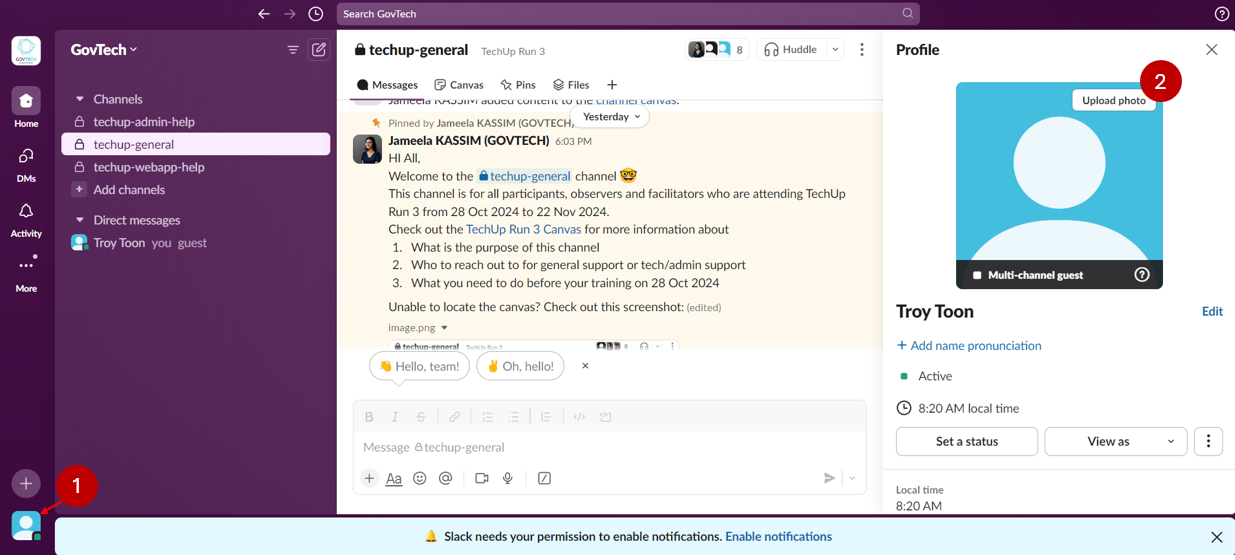 Search GovTech
GOVTECH
GovTech
Home
DMs
Activity
More
Channels
techup-admin-help
techup-general
techup-webapp-help
Add channels
Direct messages
Troy Toon you guest
1
techup-general TechUp Run 3
8
Huddle
Messages
Canvas
Pins
Files
Jameela KASSIM added content to the channel canvas.
Yesterday
Pinned by Jameela KASSIM (GOVTECH)
Jameela KASSIM (GOVTECH) 6:03 PM
HI All,
Welcome to the techup-general channel 🤓
This channel is for all participants, observers and facilitators who are attending TechUp
Run 3 from 28 Oct 2024 to 22 Nov 2024.
Check out the TechUp Run 3 Canvas for more information about
1. What is the purpose of this channel
2. Who to reach out to for general support or tech/admin support
3. What you need to do before your training on 28 Oct 2024
Unable to locate the canvas? Check out this screenshot: (edited)
image.png
techup-general TechUp Run 3
8
👋 Hello, team!
✌️ Oh, hello!
B I S
Message techup-general
Aa
Profile
2
Upload photo
Multi-channel guest
Troy Toon
Edit
+ Add name pronunciation
Active
8:20 AM local time
Set a status
View as
Local time
8:20 AM
🔔 Slack needs your permission to enable notifications. Enable notifications